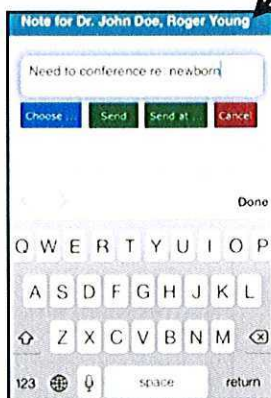 Note for Dr. John Doe, Roger Young
Need to conference re: newborn
Choose ... Send Send at ... Cancel
Done
Q W E R T Y U I O P
A S D F G H J K L
Z X C V B N M
123 space return